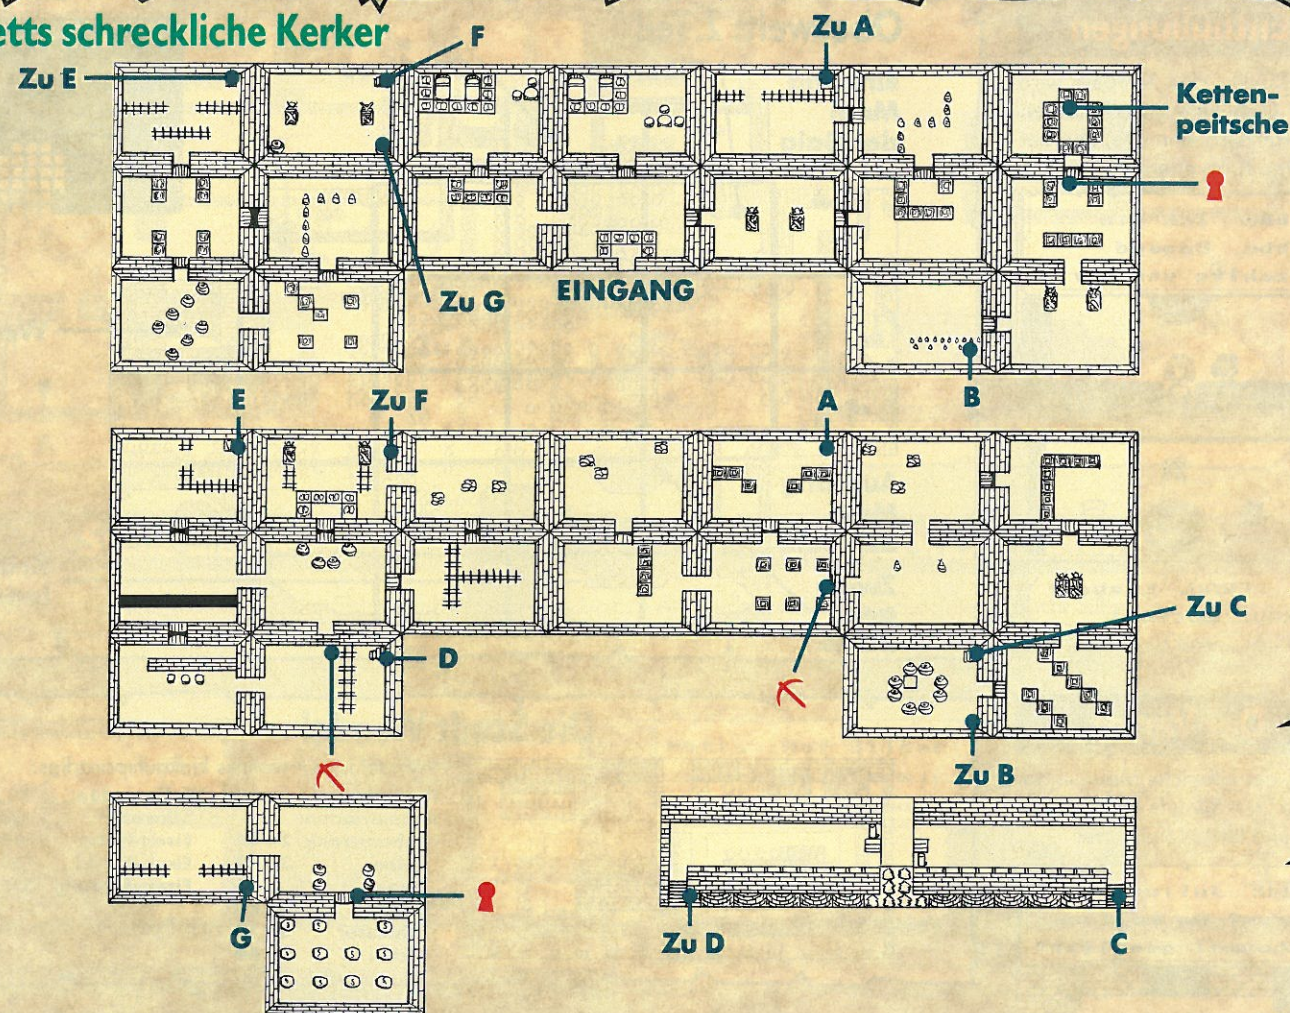 etts schreckliche Kerker
F
Zu A
Zu E
Ketten-
peitsche
Zu G
EINGANG
B
E
Zu F
A
Zu C
D
Zu B
G
Zu D
C